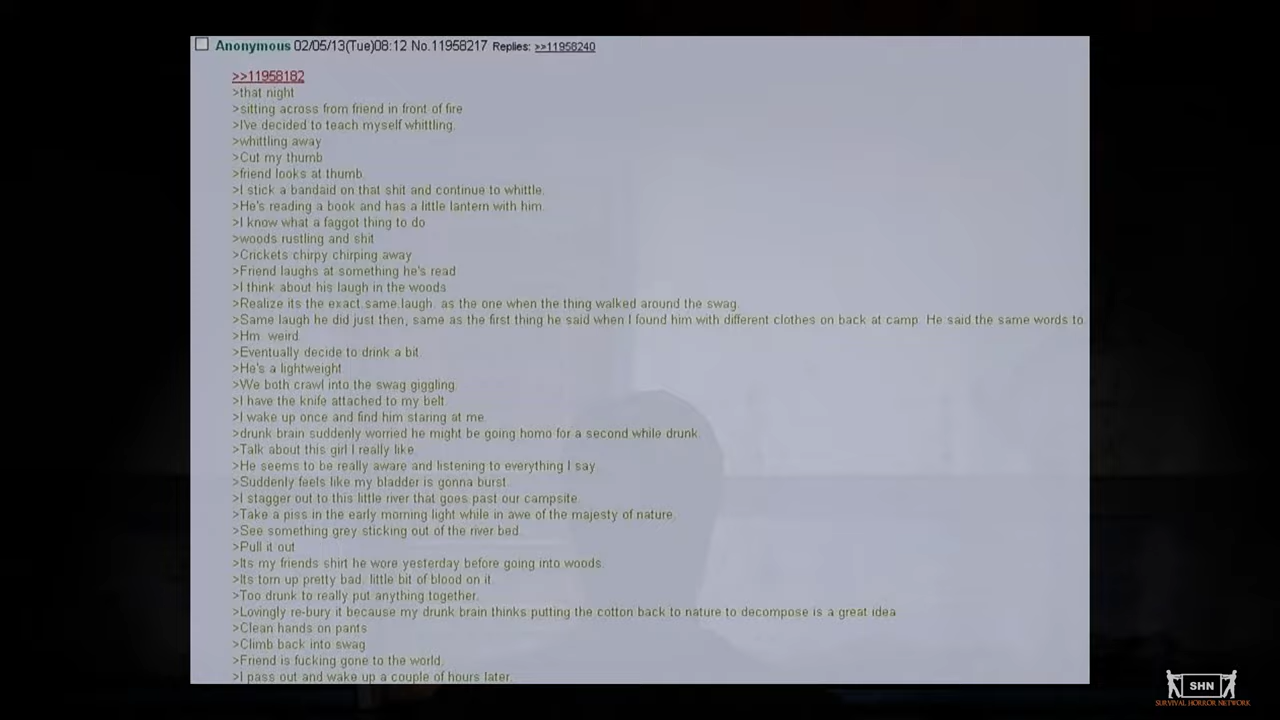 Anonymous 02/05/13(Tue)08:12 No.11958217 Replies: >>11958240
>>11958182
>that night
>sitting across from friend in front of fire
>I've decided to teach myself whittling.
>whittling away
>Cut my thumb
>friend looks at thumb.
>I stick a bandaid on that shit and continue to whittle.
>He's reading a book and has a little lantern with him.
>I know what a faggot thing to do
>woods rustling and shit
>Crickets chirpy chirping away
>Friend laughs at something he's read
>I think about his laugh in the woods
>Realize its the exact.same.laugh. as the one when the thing walked around the swag.
>Same laugh he did just then, same as the first thing he said when I found him with different clothes on back at camp. He said the same words to
>Hm. weird.
>Eventually decide to drink a bit.
>He's a lightweight
>We both crawl into the swag giggling.
>I have the knife attached to my belt.
>I wake up once and find him staring at me.
>drunk brain suddenly worried he might be going homo for a second while drunk.
>Talk about this girl I really like.
>He seems to be really aware and listening to everything I say.
>Suddenly feels like my bladder is gonna burst.
>I stagger out to this little river that goes past our campsite.
>Take a piss in the early morning light while in awe of the majesty of nature.
>See something grey sticking out of the river bed.
>Pull it out
>Its my friends shirt he wore yesterday before going into woods.
>Its torn up pretty bad. little bit of blood on it.
>Too drunk to really put anything together.
>Lovingly re-bury it because my drunk brain thinks putting the cotton back to nature to decompose is a great idea
>Clean hands on pants
>Climb back into swag
>Friend is fucking gone to the world.
>I pass out and wake up a couple of hours later.
SHN
SURVIVAL HORROR NETWORK